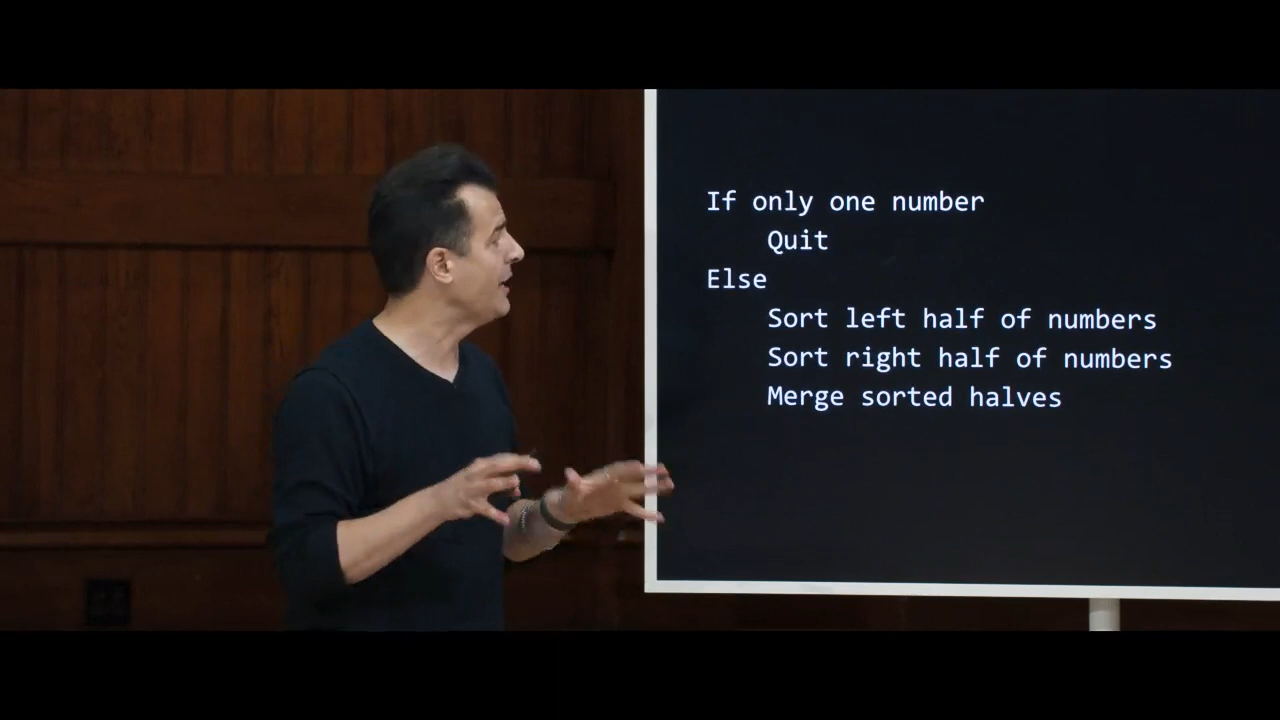 If only one number
Quit
Else
Sort left half of numbers
Sort right half of numbers
Merge sorted halves